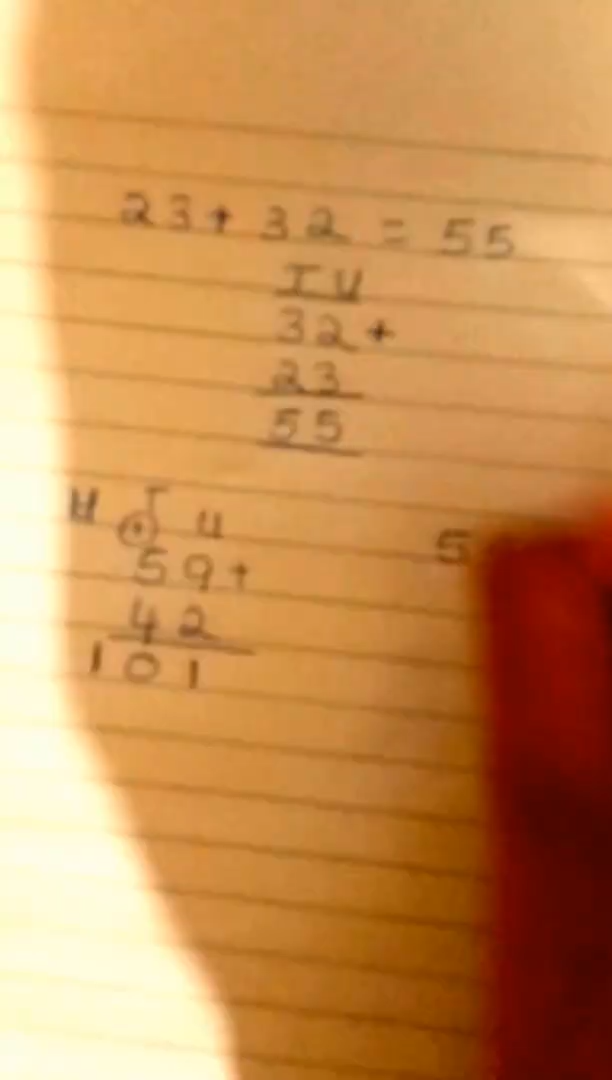 23+ 32 = 55
T U
32 +
23
55
H T U
59+
42
101
5